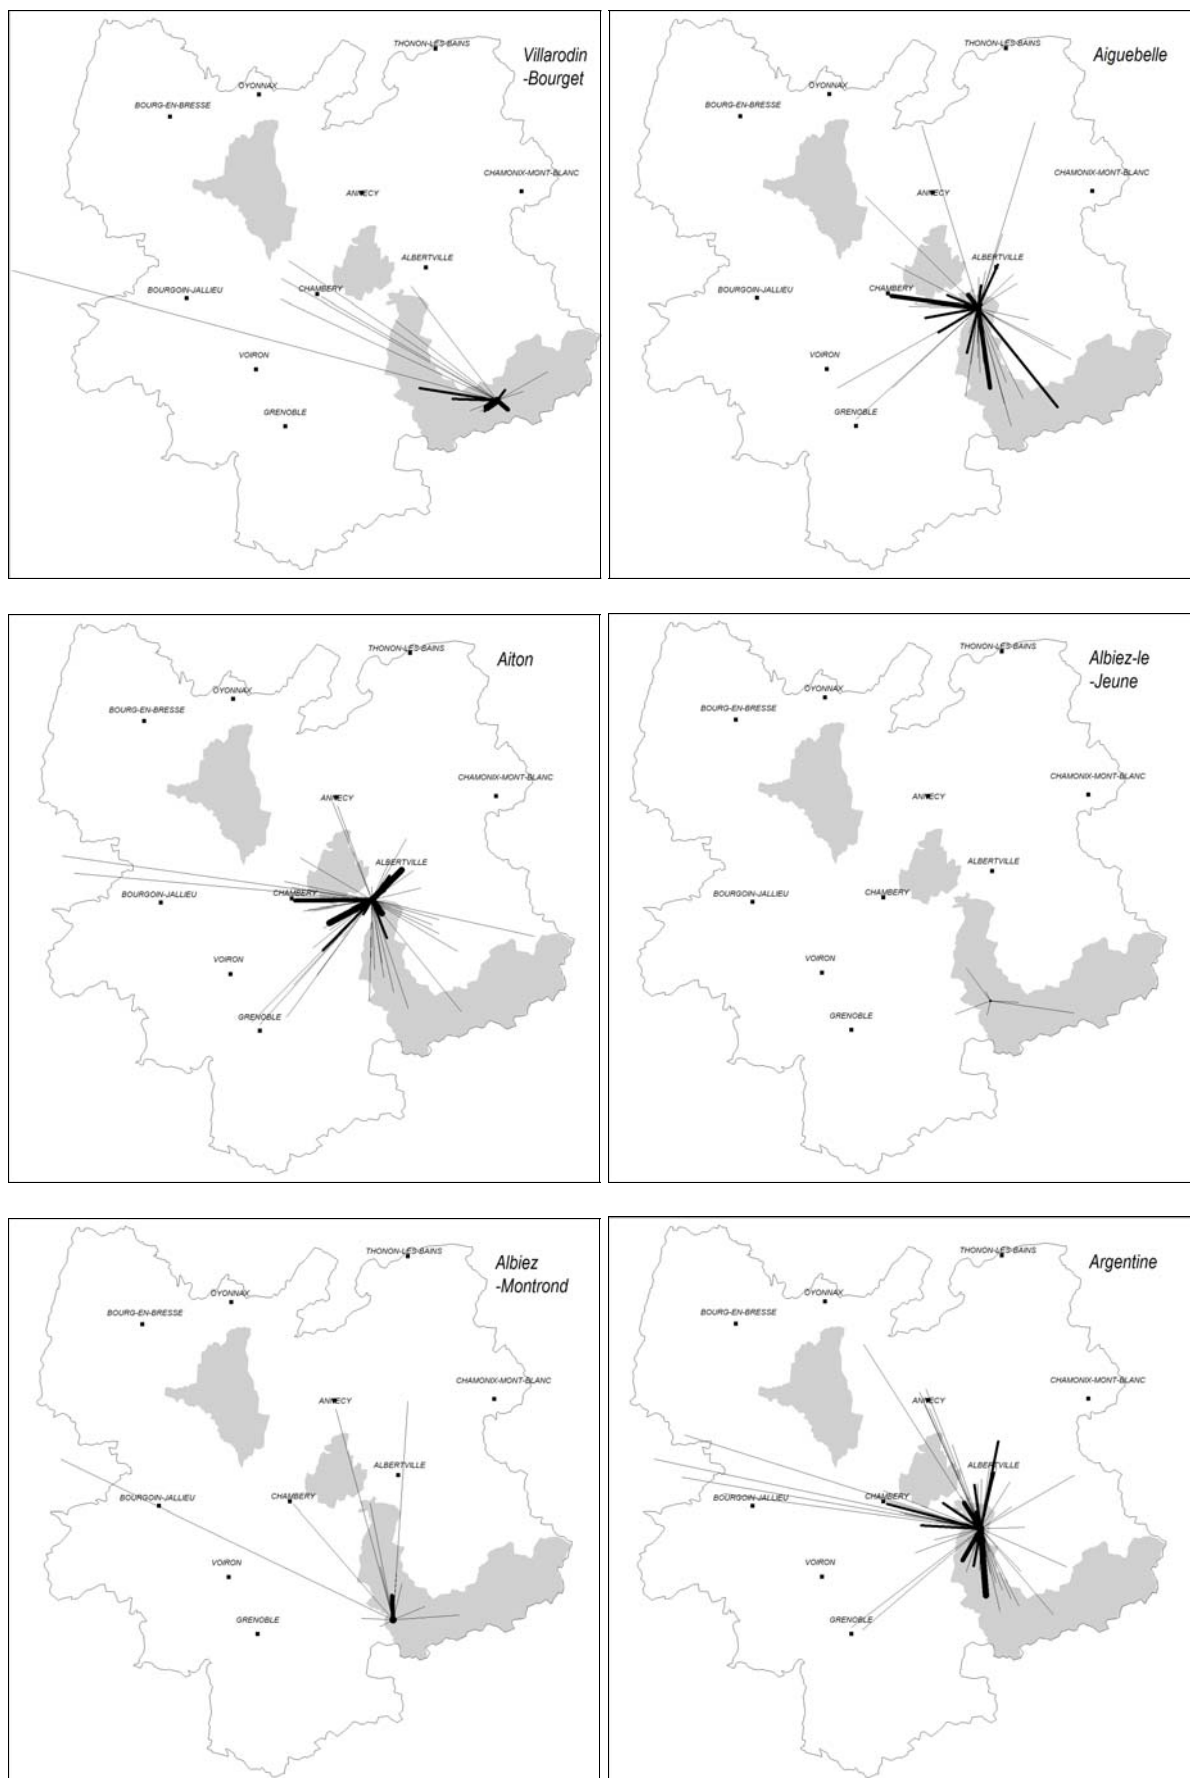 THONON-LES-BAINS
Villarodin
-Bourget
OYONNAX
BOURG-EN-BRESSE
CHAMONIX-MONT-BLANC
ANNECY
ALBERTVILLE
CHAMBERY
BOURGOIN-JALLIEU
VOIRON
GRENOBLE
THONON-LES-BAINS
Aiguebelle
OYONNAX
BOURG-EN-BRESSE
CHAMONIX-MONT-BLANC
ANNECY
ALBERTVILLE
CHAMBERY
BOURGOIN-JALLIEU
VOIRON
GRENOBLE
THONON-LES-BAINS
Aiton
OYONNAX
BOURG-EN-BRESSE
CHAMONIX-MONT-BLANC
ANNECY
ALBERTVILLE
CHAMBERY
BOURGOIN-JALLIEU
VOIRON
GRENOBLE
THONON-LES-BAINS
Albiez-le
-Jeune
OYONNAX
BOURG-EN-BRESSE
CHAMONIX-MONT-BLANC
ANNECY
ALBERTVILLE
CHAMBERY
BOURGOIN-JALLIEU
VOIRON
GRENOBLE
THONON-LES-BAINS
Albiez
-Montrond
OYONNAX
BOURG-EN-BRESSE
CHAMONIX-MONT-BLANC
ANNECY
ALBERTVILLE
CHAMBERY
BOURGOIN-JALLIEU
VOIRON
GRENOBLE
THONON-LES-BAINS
Argentine
OYONNAX
BOURG-EN-BRESSE
CHAMONIX-MONT-BLANC
ANNECY
ALBERTVILLE
CHAMBERY
BOURGOIN-JALLIEU
VOIRON
GRENOBLE